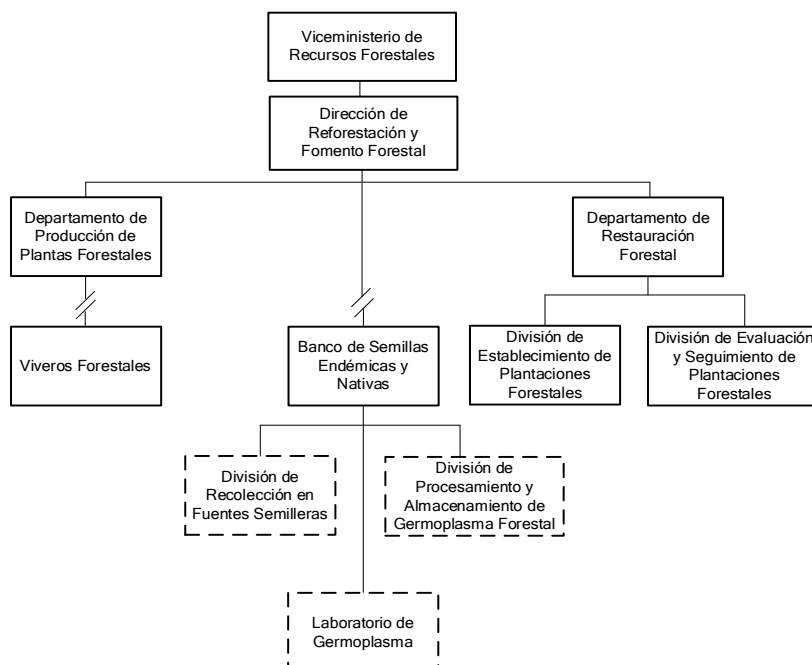 Viceministerio de
Recursos Forestales
Dirección de
Reforestación y
Fomento Forestal
Departamento de
Producción de
Plantas Forestales
Departamento de
Restauración
Forestal
Viveros Forestales
Banco de Semillas
Endémicas y
Nativas
División de
Establecimiento de
Plantaciones
Forestales
División de Evaluación
y Seguimiento de
Plantaciones
Forestales
División de
Recolección en
Fuentes Semilleras
División de
Procesamiento y
Almacenamiento de
Germoplasma Forestal
Laboratorio de
Germoplasma